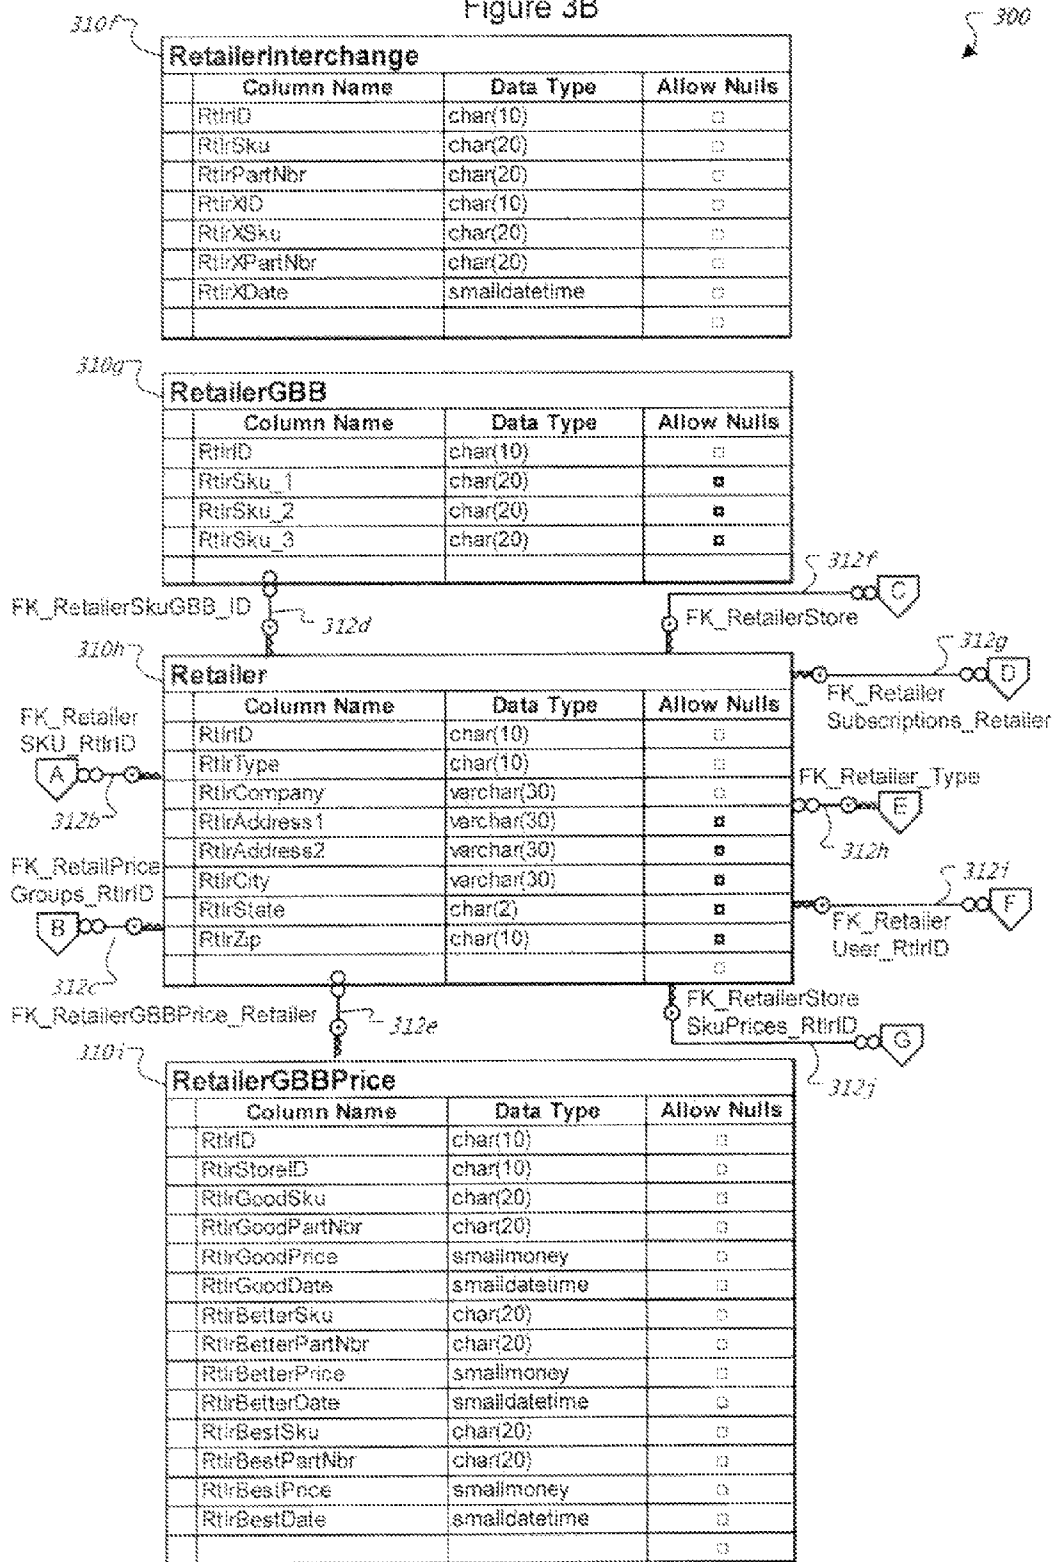 Figure 3B
300
310f
RetailerInterchange
Column Name Data Type Allow Nulls
RtlrID char(10)
RtlrSku char(20)
RtlrPartNbr char(20)
RtlrXID char(10)
RtlrXSku char(20)
RtlrXPartNbr char(20)
RtlrXDate smalldatetime
310g
RetailerGBB
Column Name Data Type Allow Nulls
RtlrID char(10)
RtlrSku_1 char(20)
RtlrSku_2 char(20)
RtlrSku_3 char(20)
FK_RetailerSkuGBB_ID
312d
312f
C
FK_RetailerStore
310h
Retailer
Column Name Data Type Allow Nulls
RtlrID char(10)
RtlrType char(10)
RtlrCompany varchar(30)
RtlrAddress1 varchar(30)
RtlrAddress2 varchar(30)
RtlrCity varchar(30)
RtlrState char(2)
RtlrZip char(10)
312g
D
FK_Retailer
Subscriptions_Retailer
FK_Retailer
SKU_RtlrID
A
312b
FK_Retailer_Type
E
312h
FK_RetailPrice
Groups_RtlrID
B
312c
312i
F
FK_Retailer
User_RtlrID
FK_RetailerGBBPrice_Retailer
312e
FK_RetailerStore
SkuPrices_RtlrID
G
312j
310i
RetailerGBBPrice
Column Name Data Type Allow Nulls
RtlrID char(10)
RtlrStoreID char(10)
RtlrGoodSku char(20)
RtlrGoodPartNbr char(20)
RtlrGoodPrice smallmoney
RtlrGoodDate smalldatetime
RtlrBetterSku char(20)
RtlrBetterPartNbr char(20)
RtlrBetterPrice smallmoney
RtlrBetterDate smalldatetime
RtlrBestSku char(20)
RtlrBestPartNbr char(20)
RtlrBestPrice smallmoney
RtlrBestDate smalldatetime